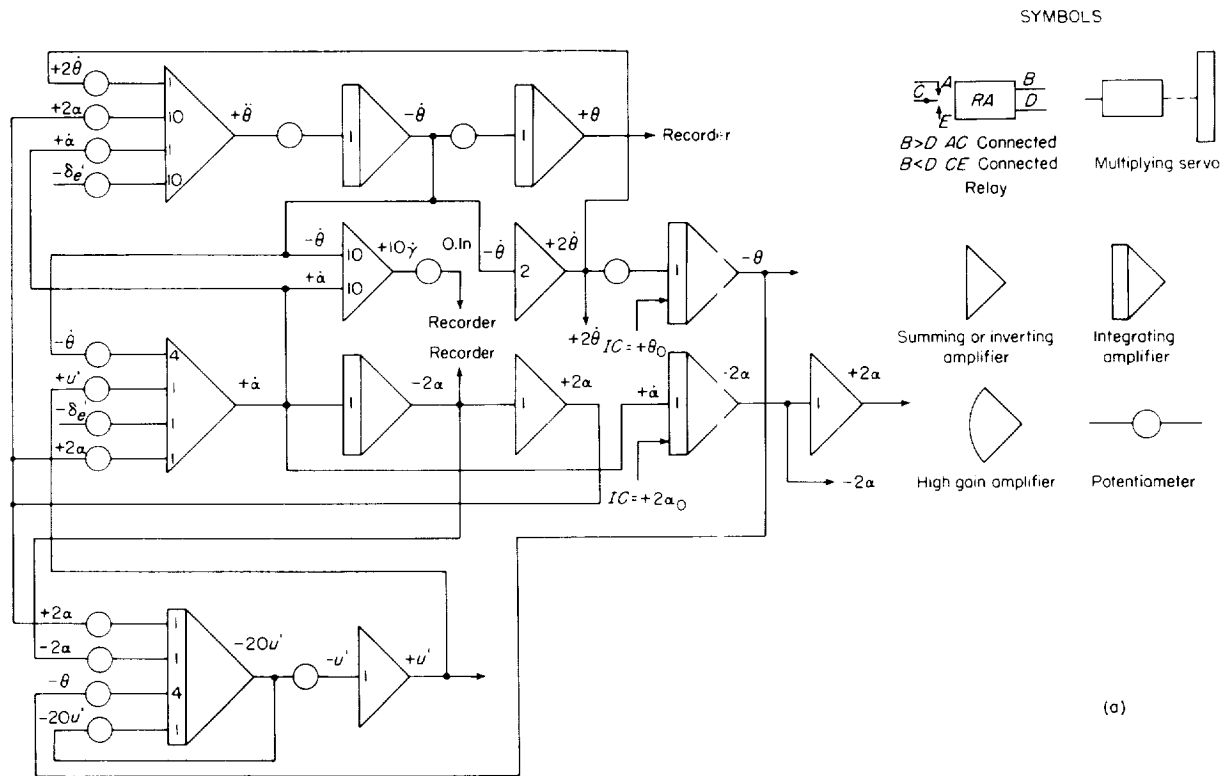 SYMBOLS
+2θ̇
1
+2α
10
+α̇
1
-δe'
10
+θ̈
1
-θ̇
1
+θ
Recorder
A
C
E
RA
B
D
B>D AC Connected
B<D CE Connected
Relay
Multiplying servo
-θ̇
10
+α̇
10
+10γ̇
0.1n
Recorder
-θ̇
2
+2θ̇
+2θ̇
1
IC=+θ0
-θ
Summing or inverting
amplifier
Integrating
amplifier
-θ̇
4
+u'
1
-δe
1
+2α
1
+α̇
1
Recorder
-2α
1
+2α
+α̇
1
IC=+2α0
-2α
1
+2α
-2α
High gain amplifier
Potentiometer
+2α
1
-2α
1
-θ
4
-20u'
1
-20u'
-u'
1
+u'
(a)